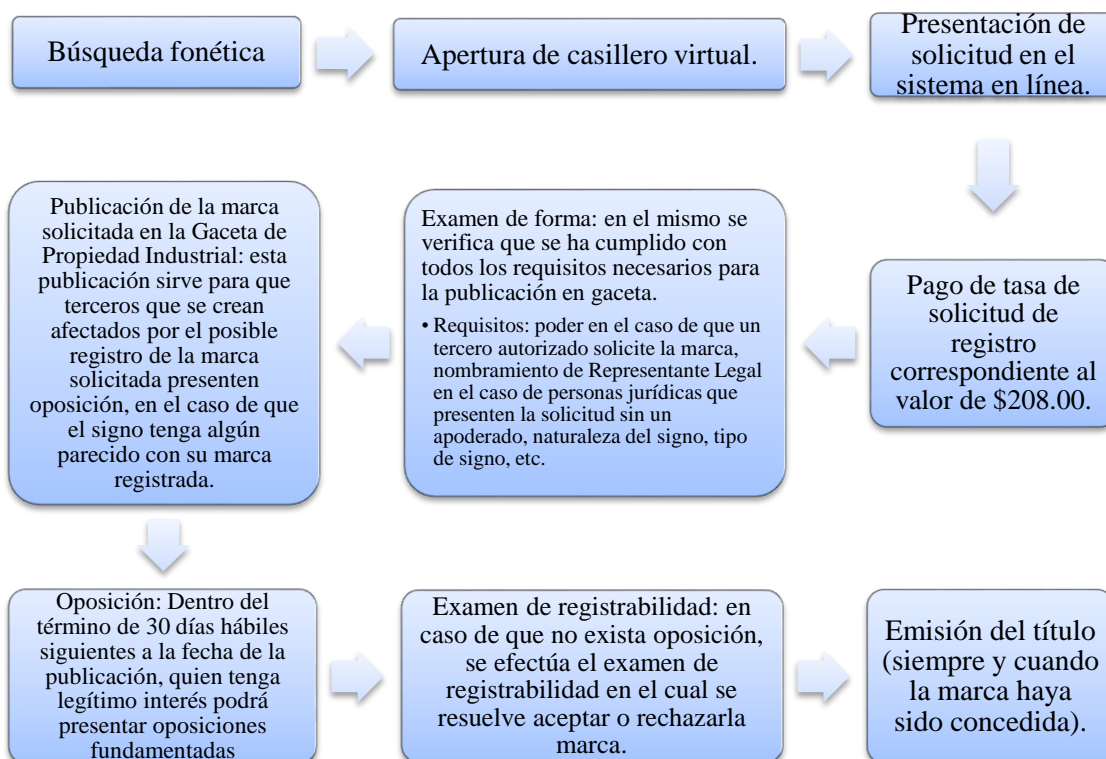 Búsqueda fonética
Apertura de casillero virtual.
Presentación de
solicitud en el
sistema en línea.
Pago de tasa de
solicitud de
registro
correspondiente al
valor de $208.00.
Examen de forma: en el mismo se
verifica que se ha cumplido con
todos los requisitos necesarios para
la publicación en gaceta.
• Requisitos: poder en el caso de que un
tercero autorizado solicite la marca,
nombramiento de Representante Legal
en el caso de personas jurídicas que
presenten la solicitud sin un
apoderado, naturaleza del signo, tipo
de signo, etc.
Publicación de la marca
solicitada en la Gaceta de
Propiedad Industrial: esta
publicación sirve para que
terceros que se crean
afectados por el posible
registro de la marca
solicitada presenten
oposición, en el caso de que
el signo tenga algún
parecido con su marca
registrada.
Oposición: Dentro del
término de 30 días hábiles
siguientes a la fecha de la
publicación, quien tenga
legítimo interés podrá
presentar oposiciones
fundamentadas
Examen de registrabilidad: en
caso de que no exista oposición,
se efectúa el examen de
registrabilidad en el cual se
resuelve aceptar o rechazarla
marca.
Emisión del título
(siempre y cuando
la marca haya
sido concedida).